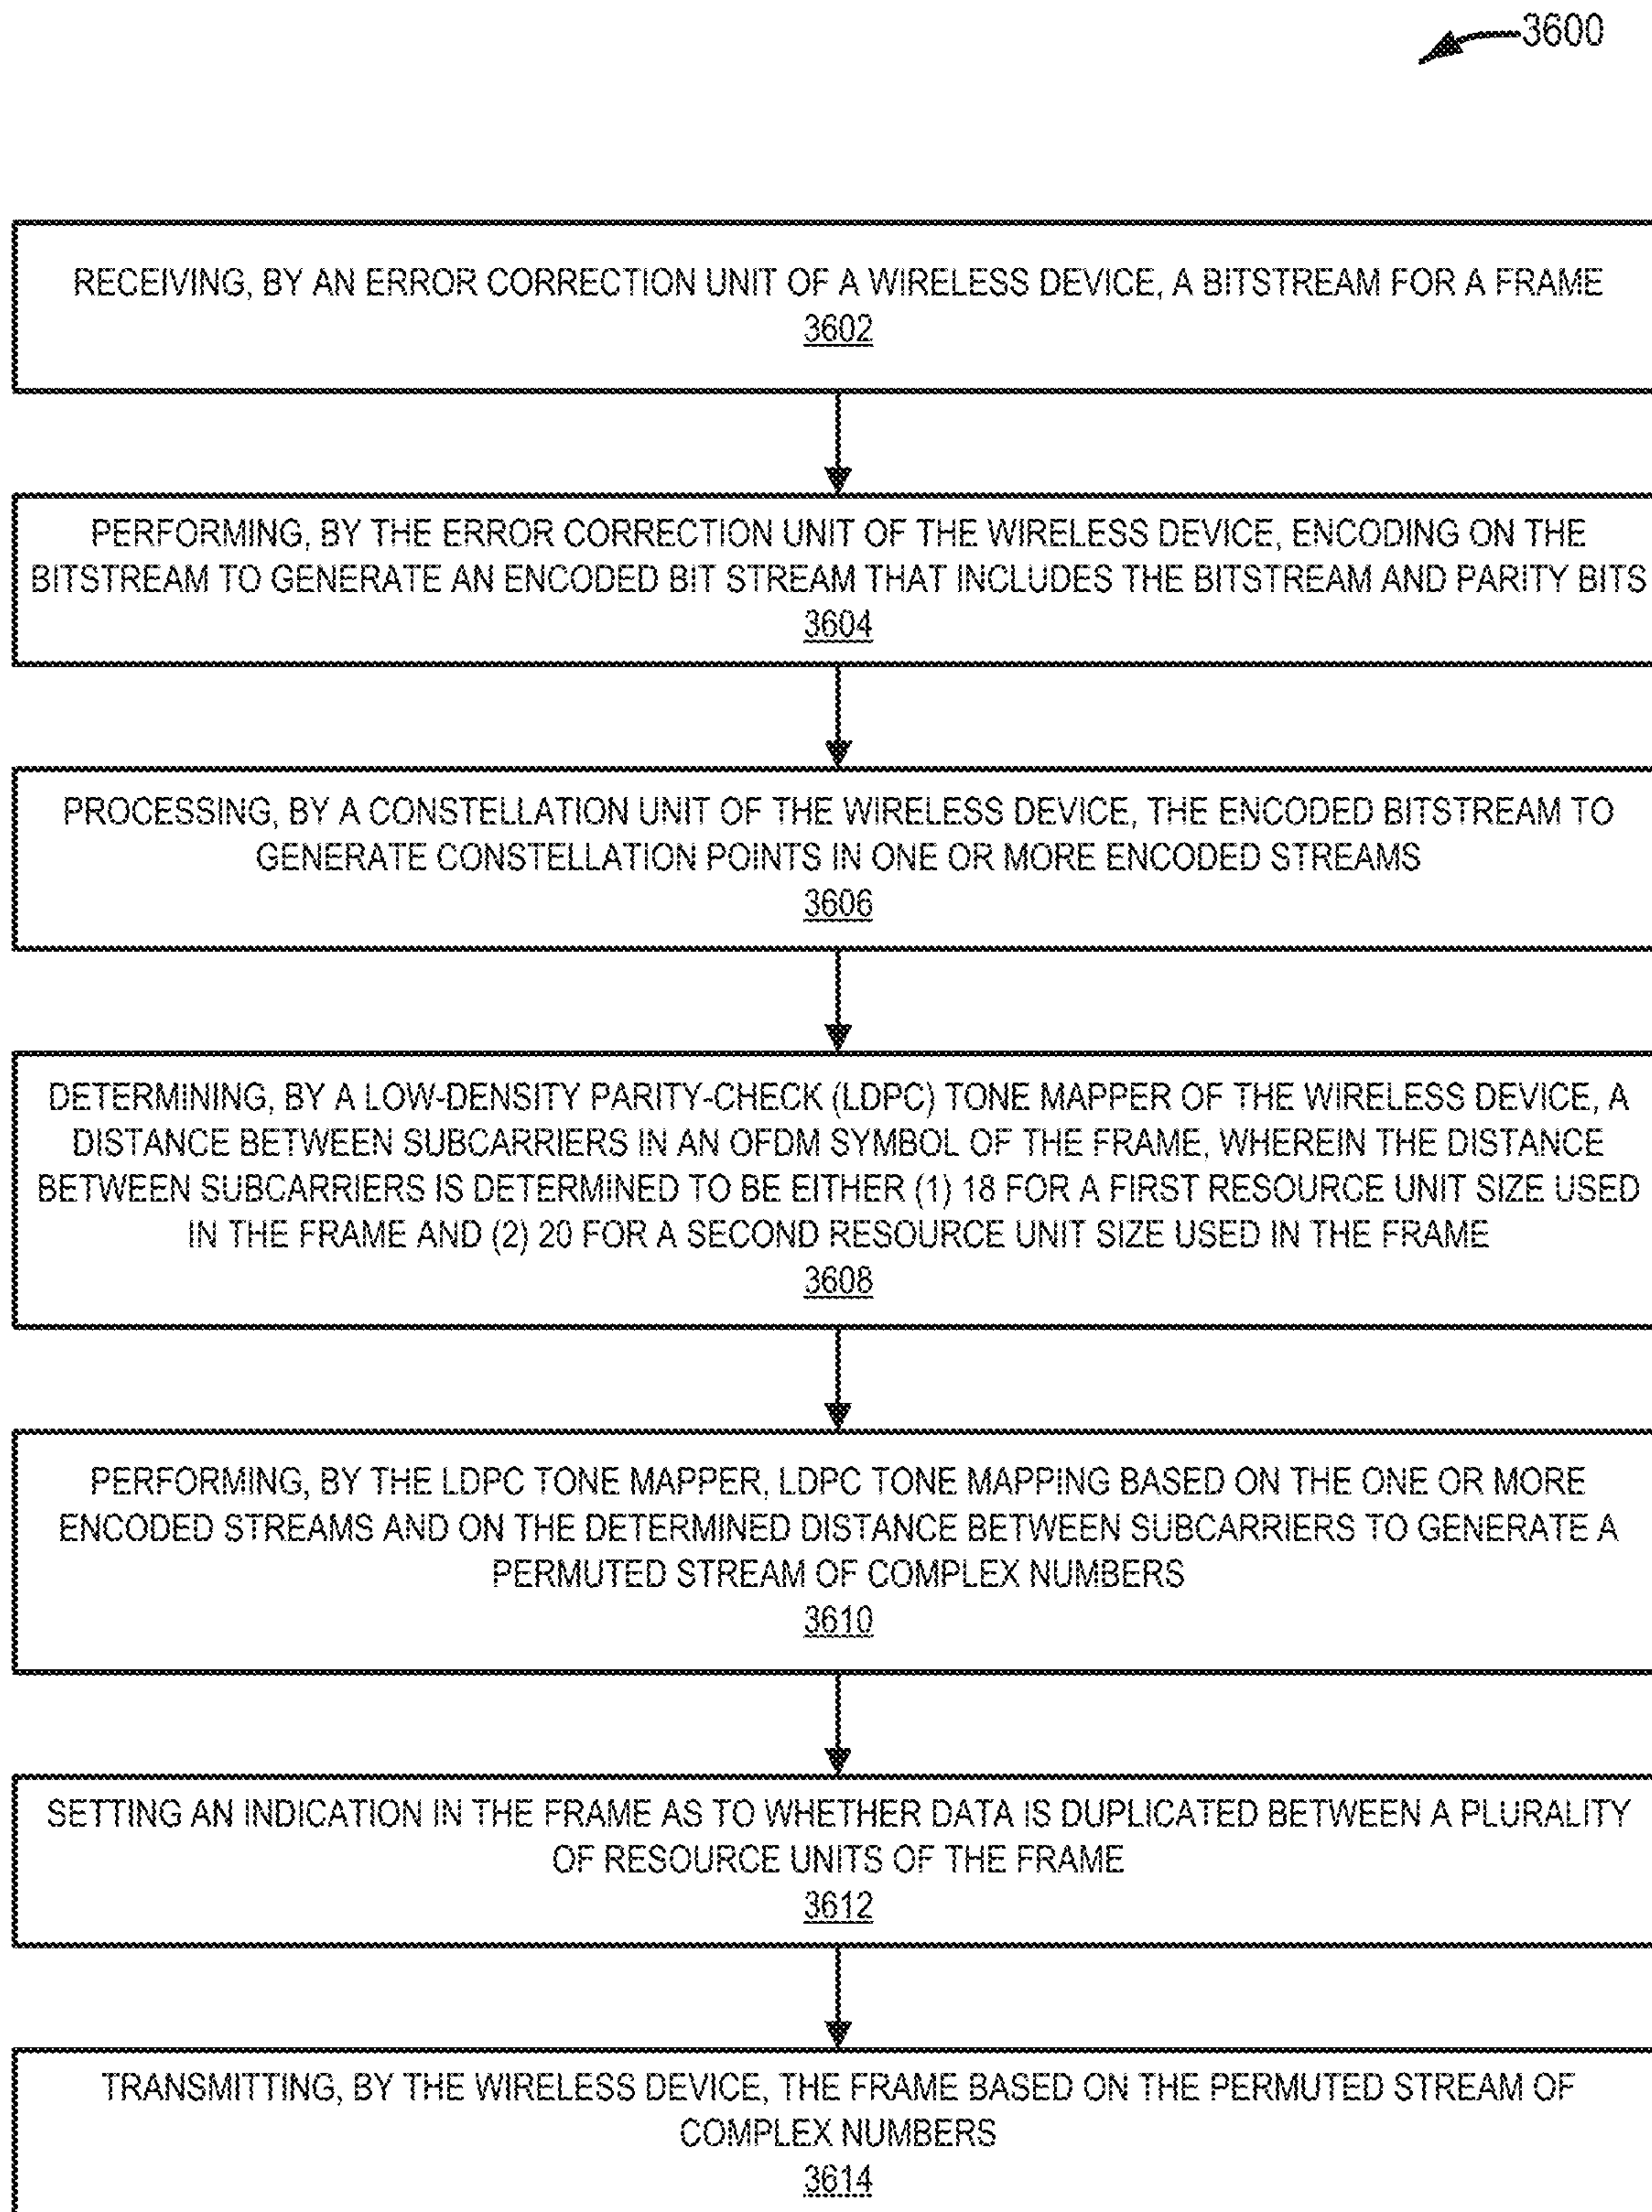 3600
RECEIVING, BY AN ERROR CORRECTION UNIT OF A WIRELESS DEVICE, A BITSTREAM FOR A FRAME
3602
PERFORMING, BY THE ERROR CORRECTION UNIT OF THE WIRELESS DEVICE, ENCODING ON THE
BITSTREAM TO GENERATE AN ENCODED BIT STREAM THAT INCLUDES THE BITSTREAM AND PARITY BITS
3604
PROCESSING, BY A CONSTELLATION UNIT OF THE WIRELESS DEVICE, THE ENCODED BITSTREAM TO
GENERATE CONSTELLATION POINTS IN ONE OR MORE ENCODED STREAMS
3606
DETERMINING, BY A LOW-DENSITY PARITY-CHECK (LDPC) TONE MAPPER OF THE WIRELESS DEVICE, A
DISTANCE BETWEEN SUBCARRIERS IN AN OFDM SYMBOL OF THE FRAME, WHEREIN THE DISTANCE
BETWEEN SUBCARRIERS IS DETERMINED TO BE EITHER (1) 18 FOR A FIRST RESOURCE UNIT SIZE USED
IN THE FRAME AND (2) 20 FOR A SECOND RESOURCE UNIT SIZE USED IN THE FRAME
3608
PERFORMING, BY THE LDPC TONE MAPPER, LDPC TONE MAPPING BASED ON THE ONE OR MORE
ENCODED STREAMS AND ON THE DETERMINED DISTANCE BETWEEN SUBCARRIERS TO GENERATE A
PERMUTED STREAM OF COMPLEX NUMBERS
3610
SETTING AN INDICATION IN THE FRAME AS TO WHETHER DATA IS DUPLICATED BETWEEN A PLURALITY
OF RESOURCE UNITS OF THE FRAME
3612
TRANSMITTING, BY THE WIRELESS DEVICE, THE FRAME BASED ON THE PERMUTED STREAM OF
COMPLEX NUMBERS
3614